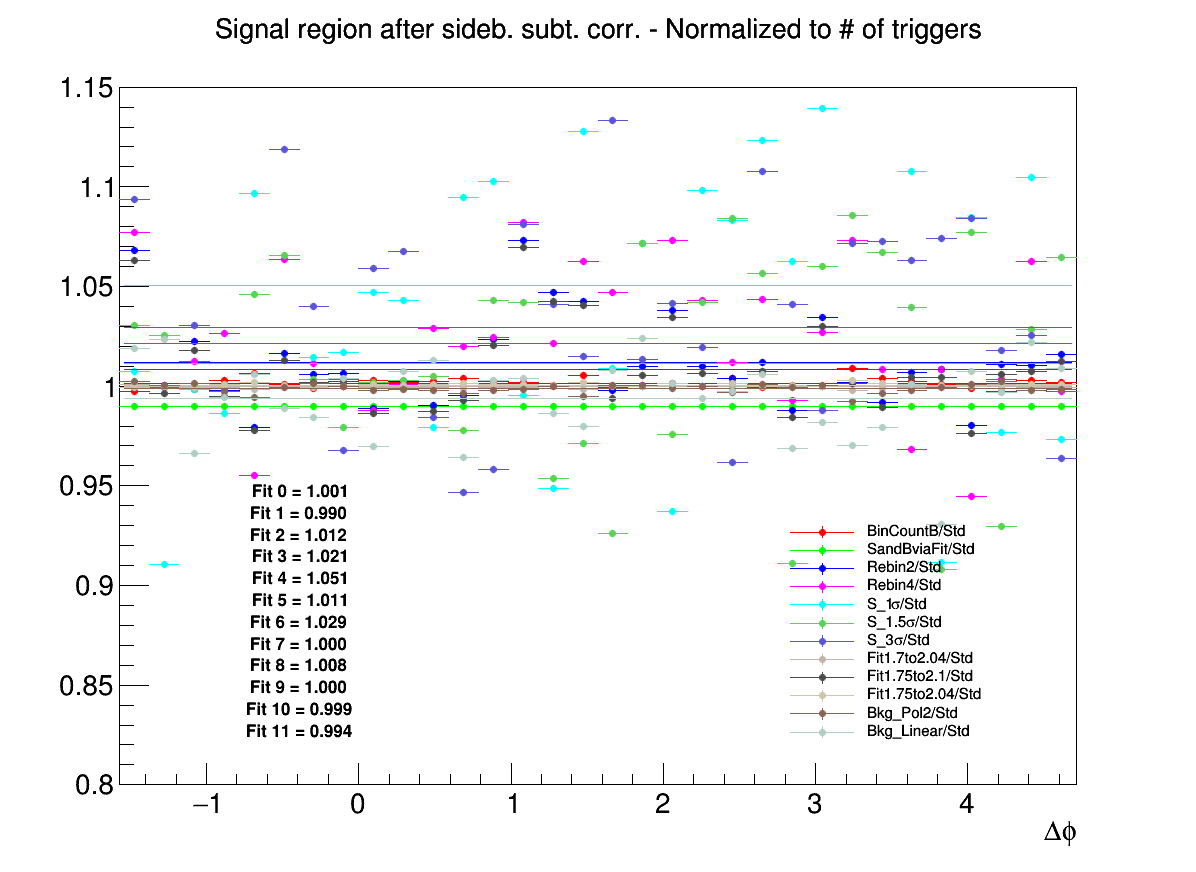 Signal region after sideb. subt. corr. - Normalized to # of triggers
1.15
1.1
1.05
1
0.95
0.9
0.85
0.8
Fit 0 = 1.001
Fit 1 = 0.990
Fit 2 = 1.012
Fit 3 = 1.021
Fit 4 = 1.051
Fit 5 = 1.011
Fit 6 = 1.029
Fit 7 = 1.000
Fit 8 = 1.008
Fit 9 = 1.000
Fit 10 = 0.999
Fit 11 = 0.994
BinCountB/Std
SandBviaFit/Std
Rebin2/Std
Rebin4/Std
S_1σ/Std
S_1.5σ/Std
S_3σ/Std
Fit1.7to2.04/Std
Fit1.75to2.1/Std
Fit1.75to2.04/Std
Bkg_Pol2/Std
Bkg_Linear/Std
−1 0 1 2 3 4
Δϕ